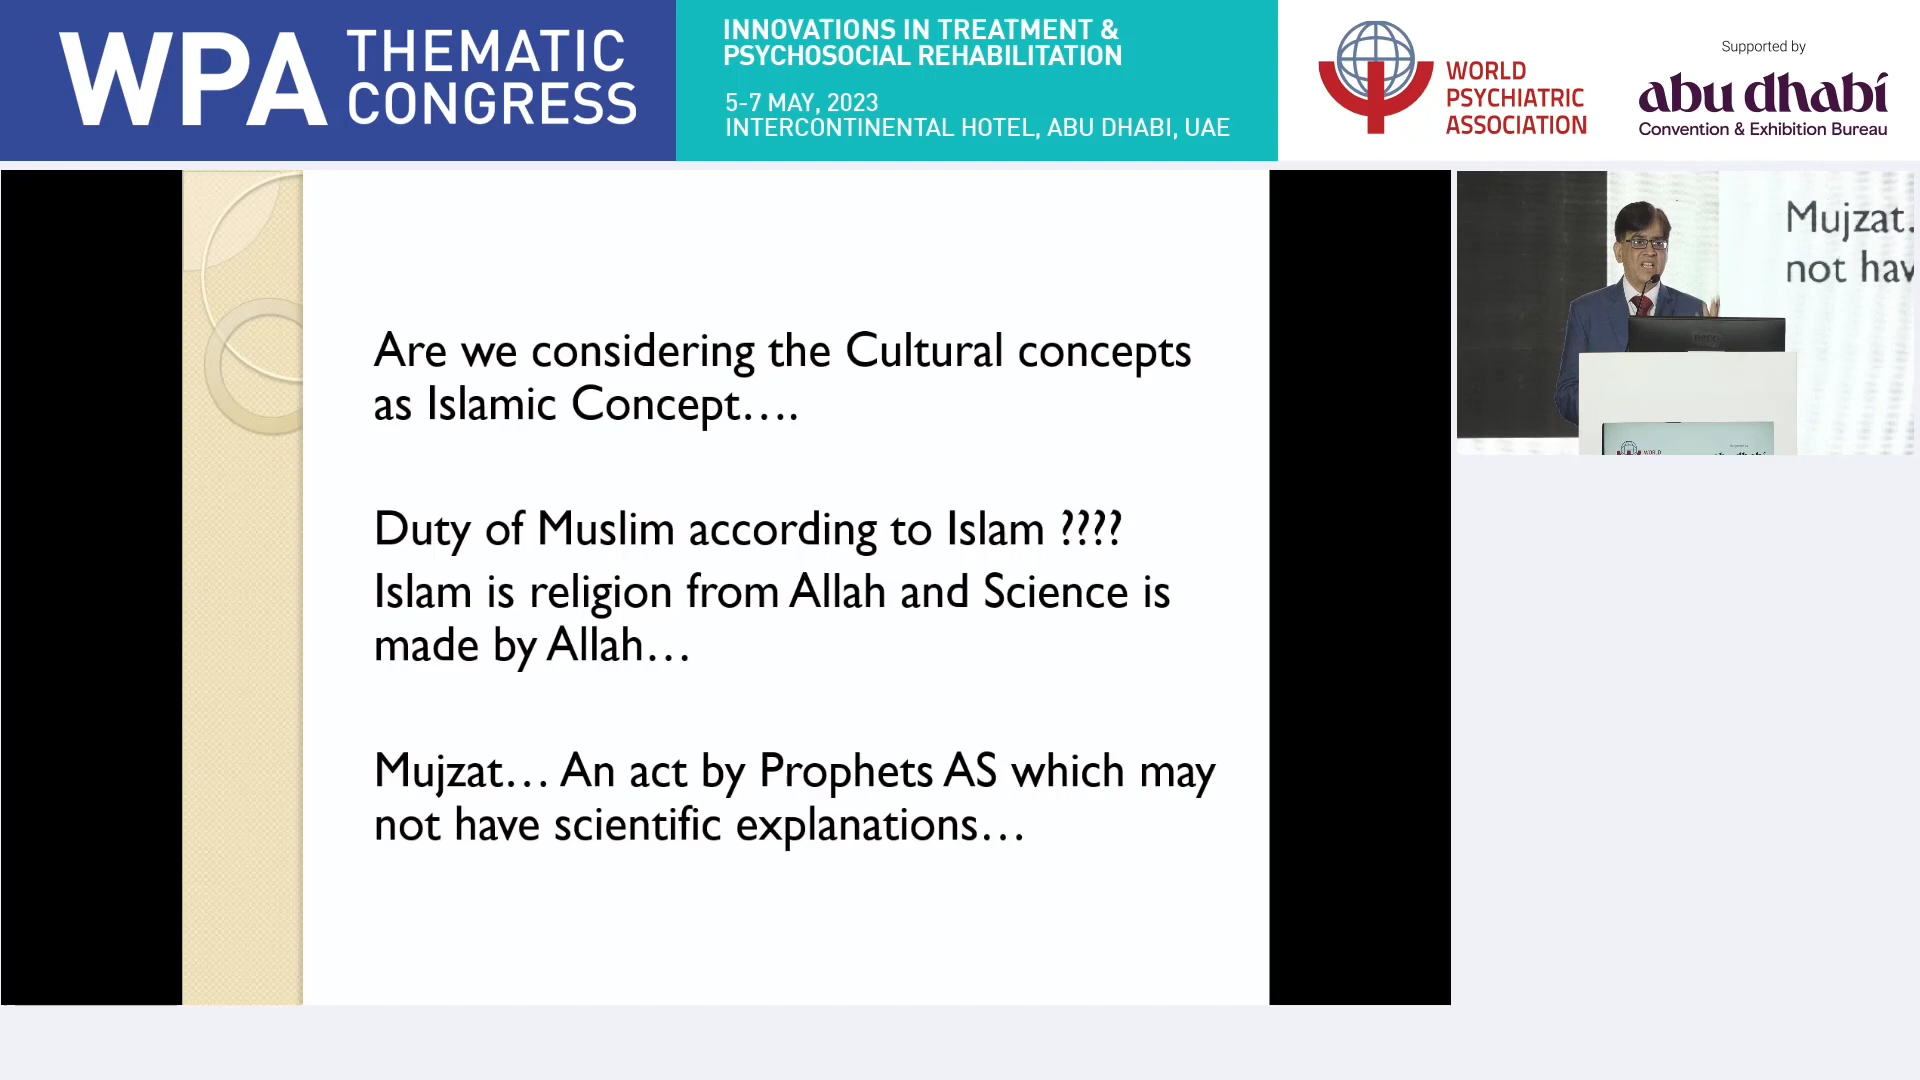 WPA THEMATIC
CONGRESS
INNOVATIONS IN TREATMENT &
PSYCHOSOCIAL REHABILITATION
5-7 MAY, 2023
INTERCONTINENTAL HOTEL, ABU DHABI, UAE
WORLD
PSYCHIATRIC
ASSOCIATION
Supported by
abu dhabi
Convention & Exhibition Bureau
Are we considering the Cultural concepts
as Islamic Concept....
Duty of Muslim according to Islam ????
Islam is religion from Allah and Science is
made by Allah...
Mujzat... An act by Prophets AS which may
not have scientific explanations...
Mujzat.
not hav
WORLD